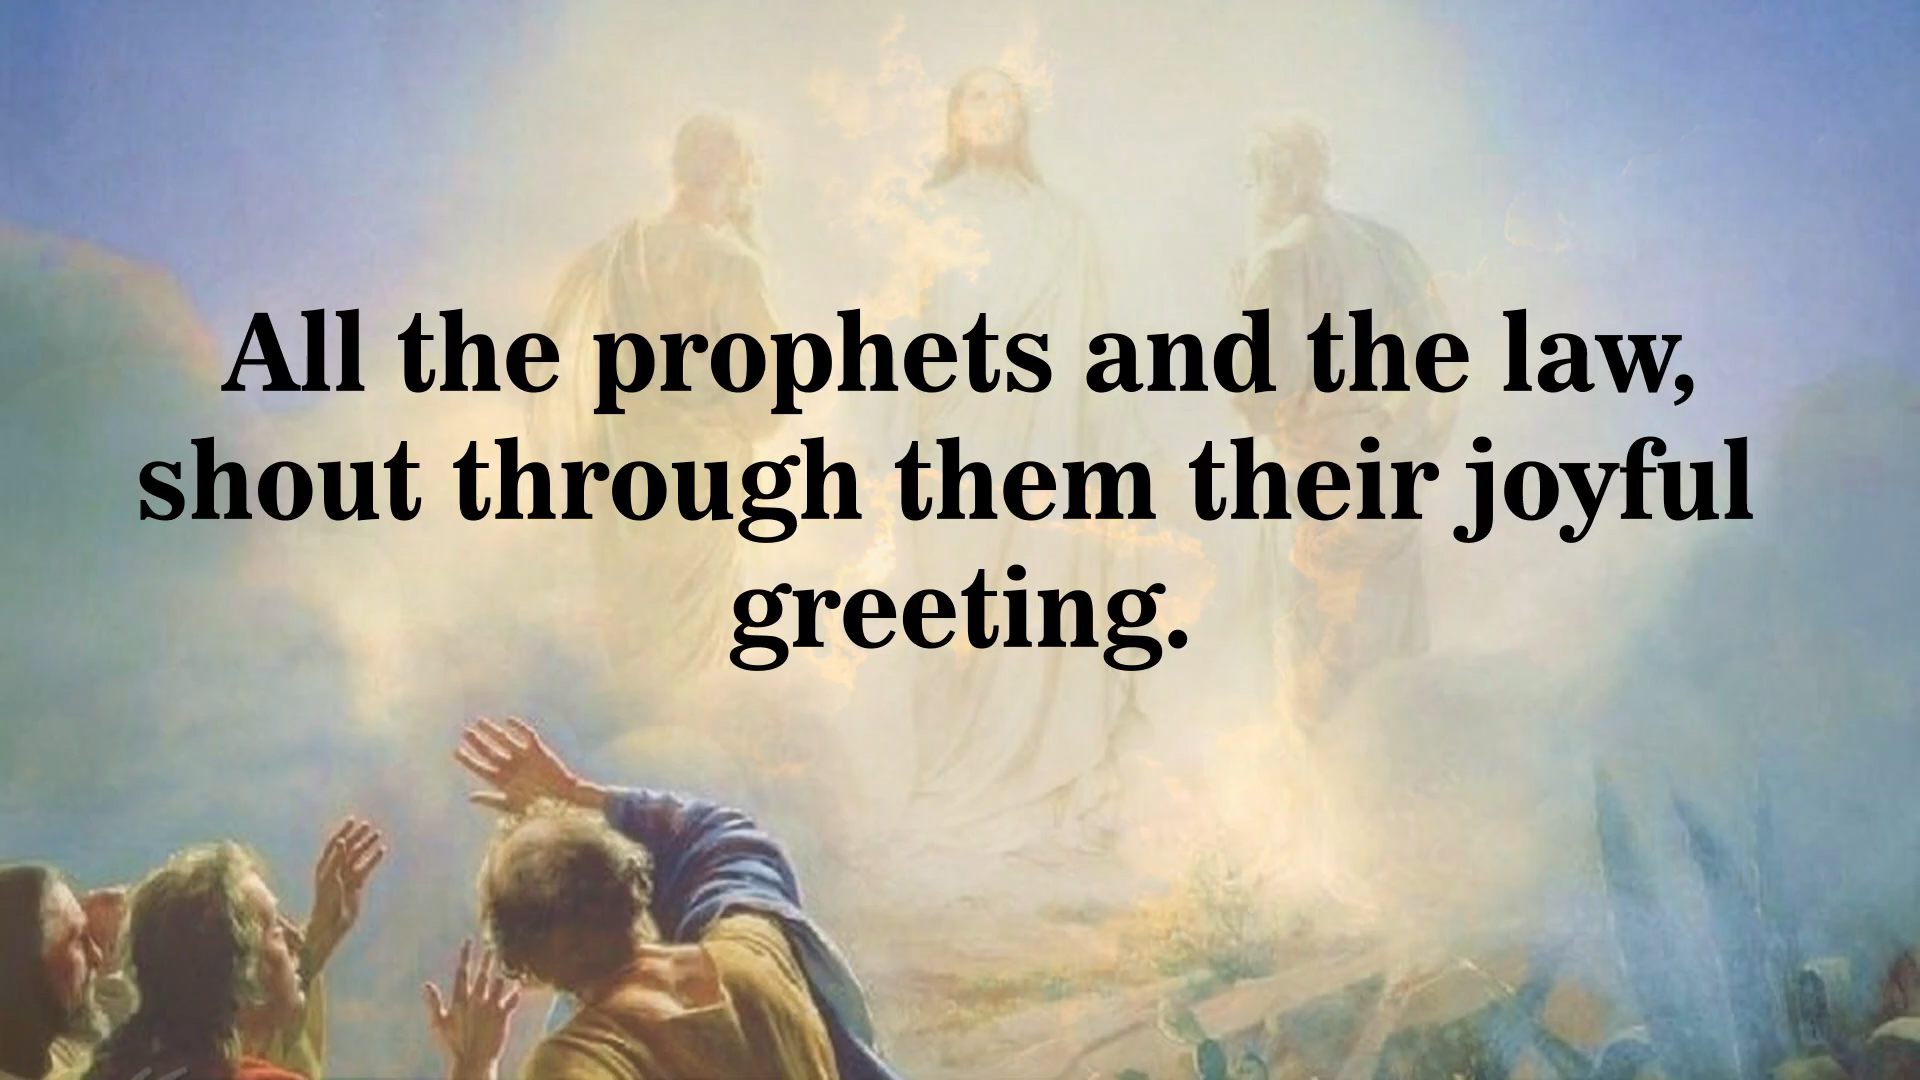 All the prophets and the law,
shout through them their joyful
greeting.